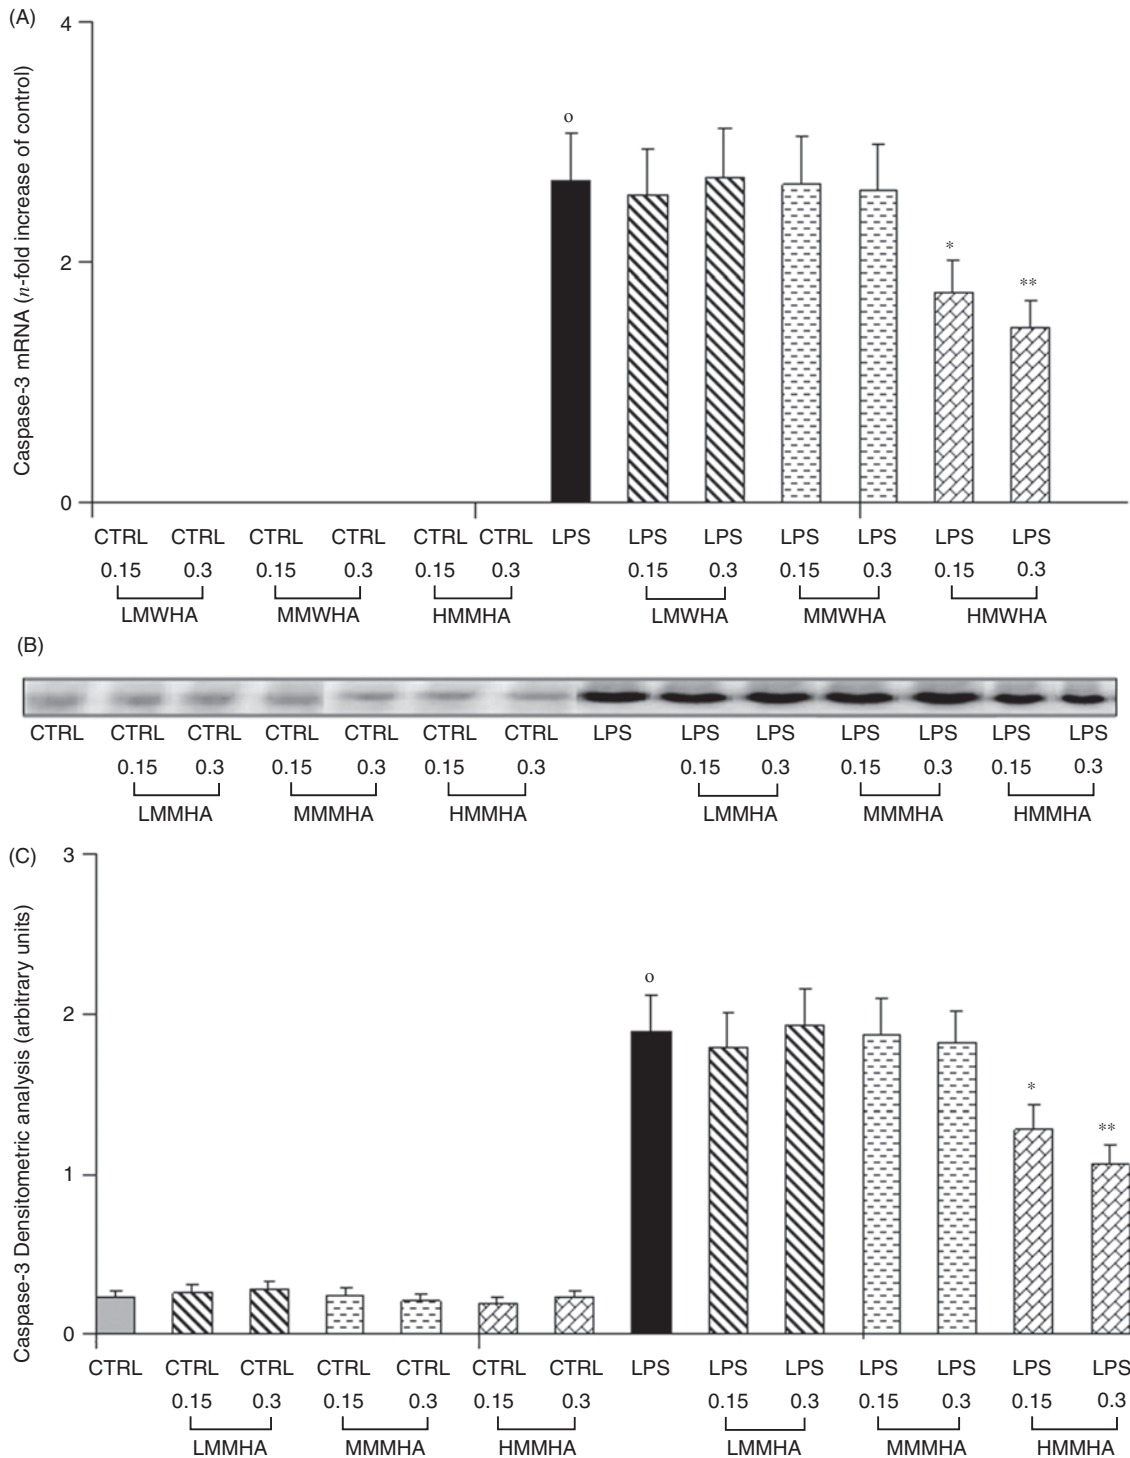 (A)
Caspase-3 mRNA (n-fold increase of control)
4
2
0
o
*
**
CTRL CTRL CTRL CTRL CTRL CTRL LPS LPS LPS LPS LPS LPS LPS
0.15 0.3 0.15 0.3 0.15 0.3 0.15 0.3 0.15 0.3 0.15 0.3
LMWHA MMWHA HMMHA LMWHA MMWHA HMWHA
(B)
CTRL CTRL CTRL CTRL CTRL CTRL CTRL LPS LPS LPS LPS LPS LPS LPS
0.15 0.3 0.15 0.3 0.15 0.3 0.15 0.3 0.15 0.3 0.15 0.3
LMMHA MMMHA HMMHA LMMHA MMMHA HMMHA
(C)
Caspase-3 Densitometric analysis (arbitrary units)
3
2
1
0
o
*
**
CTRL CTRL CTRL CTRL CTRL CTRL CTRL LPS LPS LPS LPS LPS LPS LPS
0.15 0.3 0.15 0.3 0.15 0.3 0.15 0.3 0.15 0.3 0.15 0.3
LMMHA MMMHA HMMHA LMMHA MMMHA HMMHA